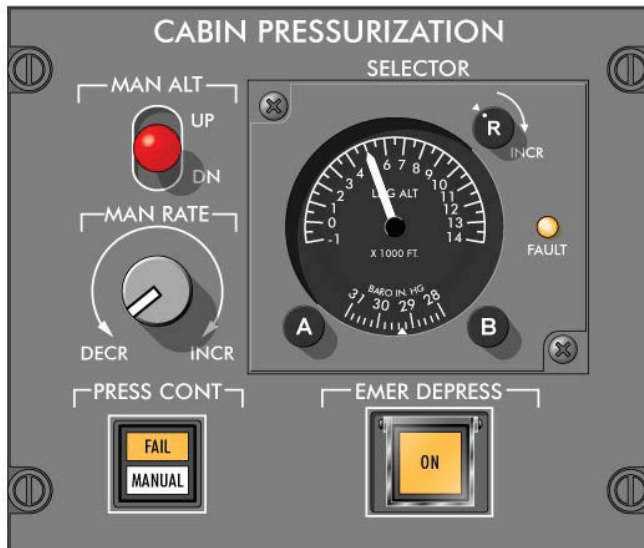 CABIN PRESSURIZATION
SELECTOR
MAN ALT
UP
DN
R
INCR
MAN RATE
DECR
INCR
-1 0 1 2 3 4 6 7 8 9 10 11 12 13 14
LDG ALT
X 1000 FT.
BARO IN. HG
31 30 29 28
FAULT
A
B
PRESS CONT
FAIL
MANUAL
EMER DEPRESS
ON